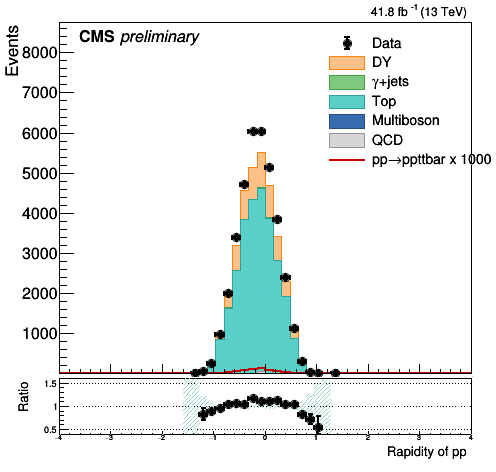 41.8 fb⁻¹ (13 TeV)
CMS preliminary
Events
8000
7000
6000
5000
4000
3000
2000
1000
Data
DY
γ+jets
Top
Multiboson
QCD
pp→ppttbar x 1000
Ratio
1.5
1
0.5
-4 -3 -2 -1 0 1 2 3 4
Rapidity of pp